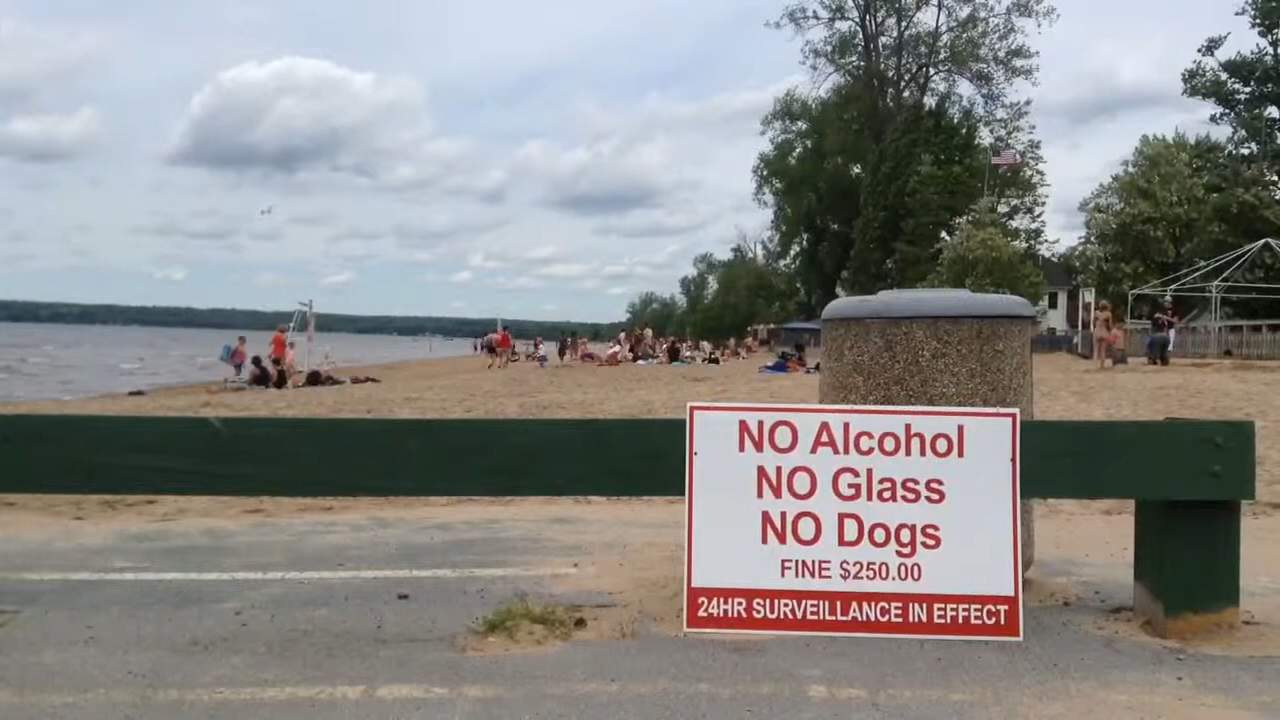 NO Alcohol
NO Glass
NO Dogs
FINE $250.00
24HR SURVEILLANCE IN EFFECT